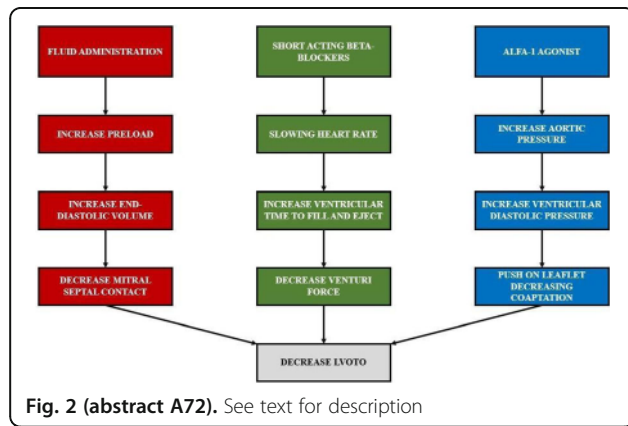 FLUID ADMINISTRATION
SHORT ACTING BETA-
BLOCKERS
ALFA-1 AGONIST
INCREASE PRELOAD
SLOWING HEART RATE
INCREASE AORTIC
PRESSURE
INCREASE END-
DIASTOLIC VOLUME
INCREASE VENTRICULAR
TIME TO FILL AND EJECT
INCREASE VENTRICULAR
DIASTOLIC PRESSURE
DECREASE MITRAL
SEPTAL CONTACT
DECREASE VENTURI
FORCE
PUSH ON LEAFLET
DECREASING
COAPTATION
DECREASE LVOTO
Fig. 2 (abstract A72). See text for description